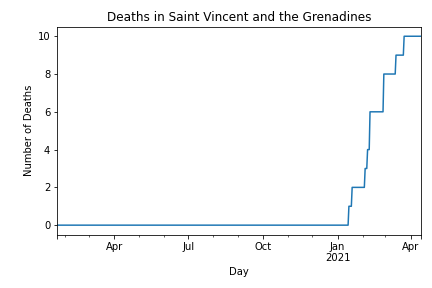 Deaths in Saint Vincent and the Grenadines
10
8
6
4
2
0
Number of Deaths
Apr
Jul
Oct
Jan
2021
Apr
Day